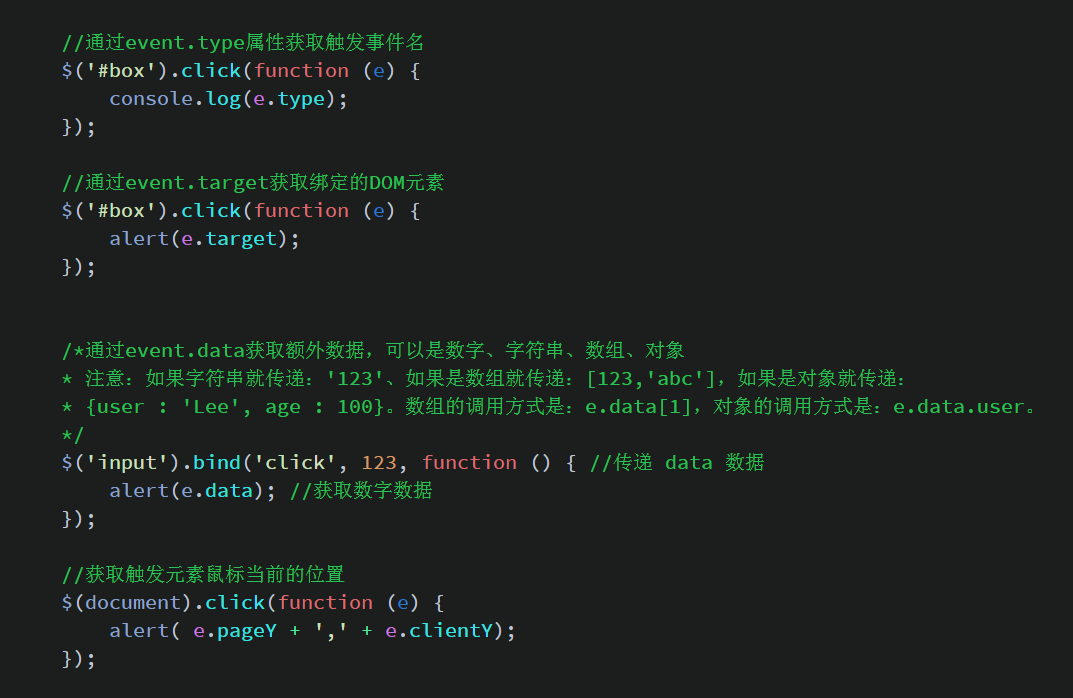 //通过event.type属性获取触发事件名
$('#box').click(function (e) {
    console.log(e.type);
});
//通过event.target获取绑定的DOM元素
$('#box').click(function (e) {
    alert(e.target);
});
/*通过event.data获取额外数据，可以是数字、字符串、数组、对象
* 注意：如果字符串就传递：'123'、如果是数组就传递：[123,'abc']，如果是对象就传递：
* {user : 'Lee', age : 100}。数组的调用方式是：e.data[1]，对象的调用方式是：e.data.user。
*/
$('input').bind('click', 123, function () { //传递 data 数据
    alert(e.data); //获取数字数据
});
//获取触发元素鼠标当前的位置
$(document).click(function (e) {
    alert( e.pageY + ',' + e.clientY);
});